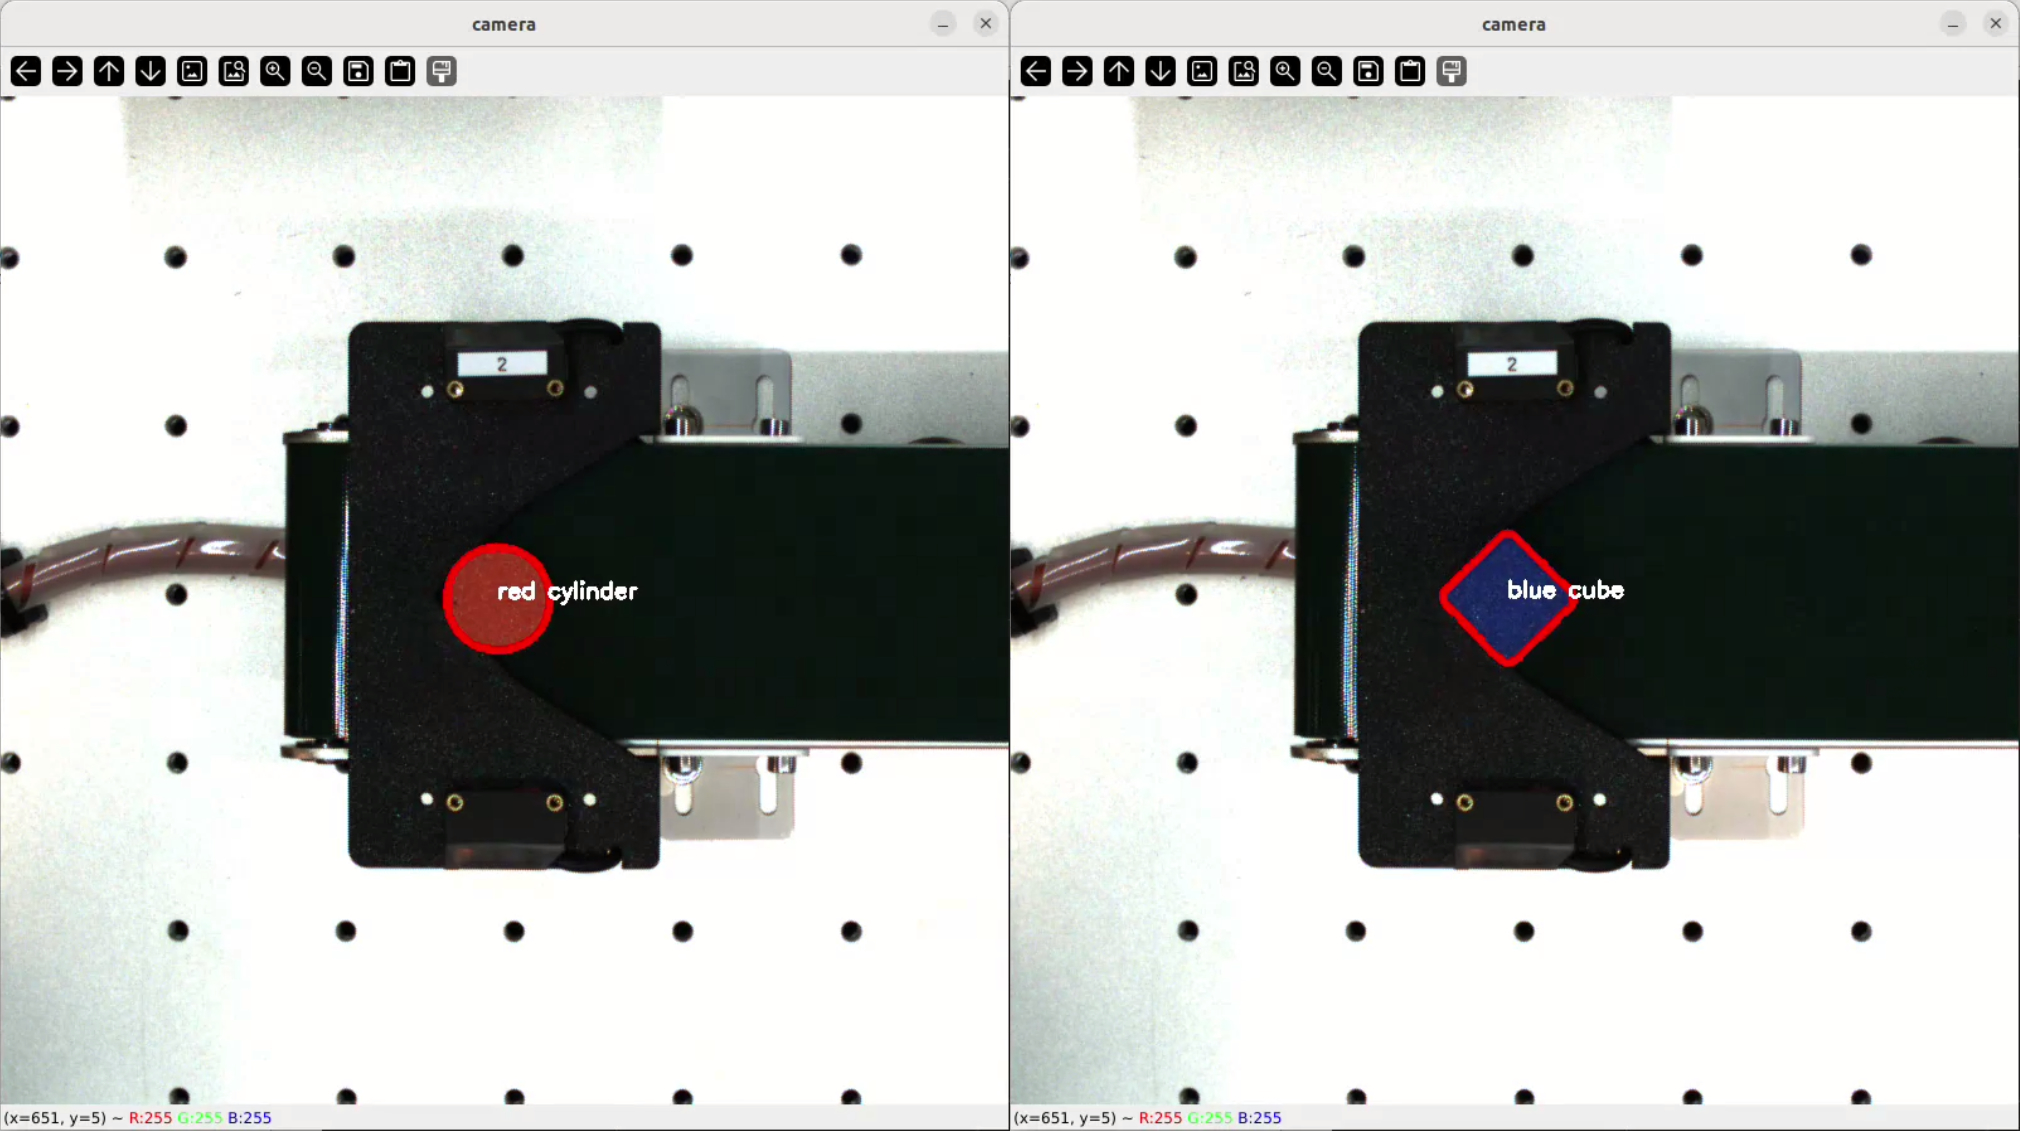 camera
2
red cylinder
(x=651, y=5) ~ R:255 G:255 B:255
camera
2
blue cube
(x=651, y=5) ~ R:255 G:255 B:255